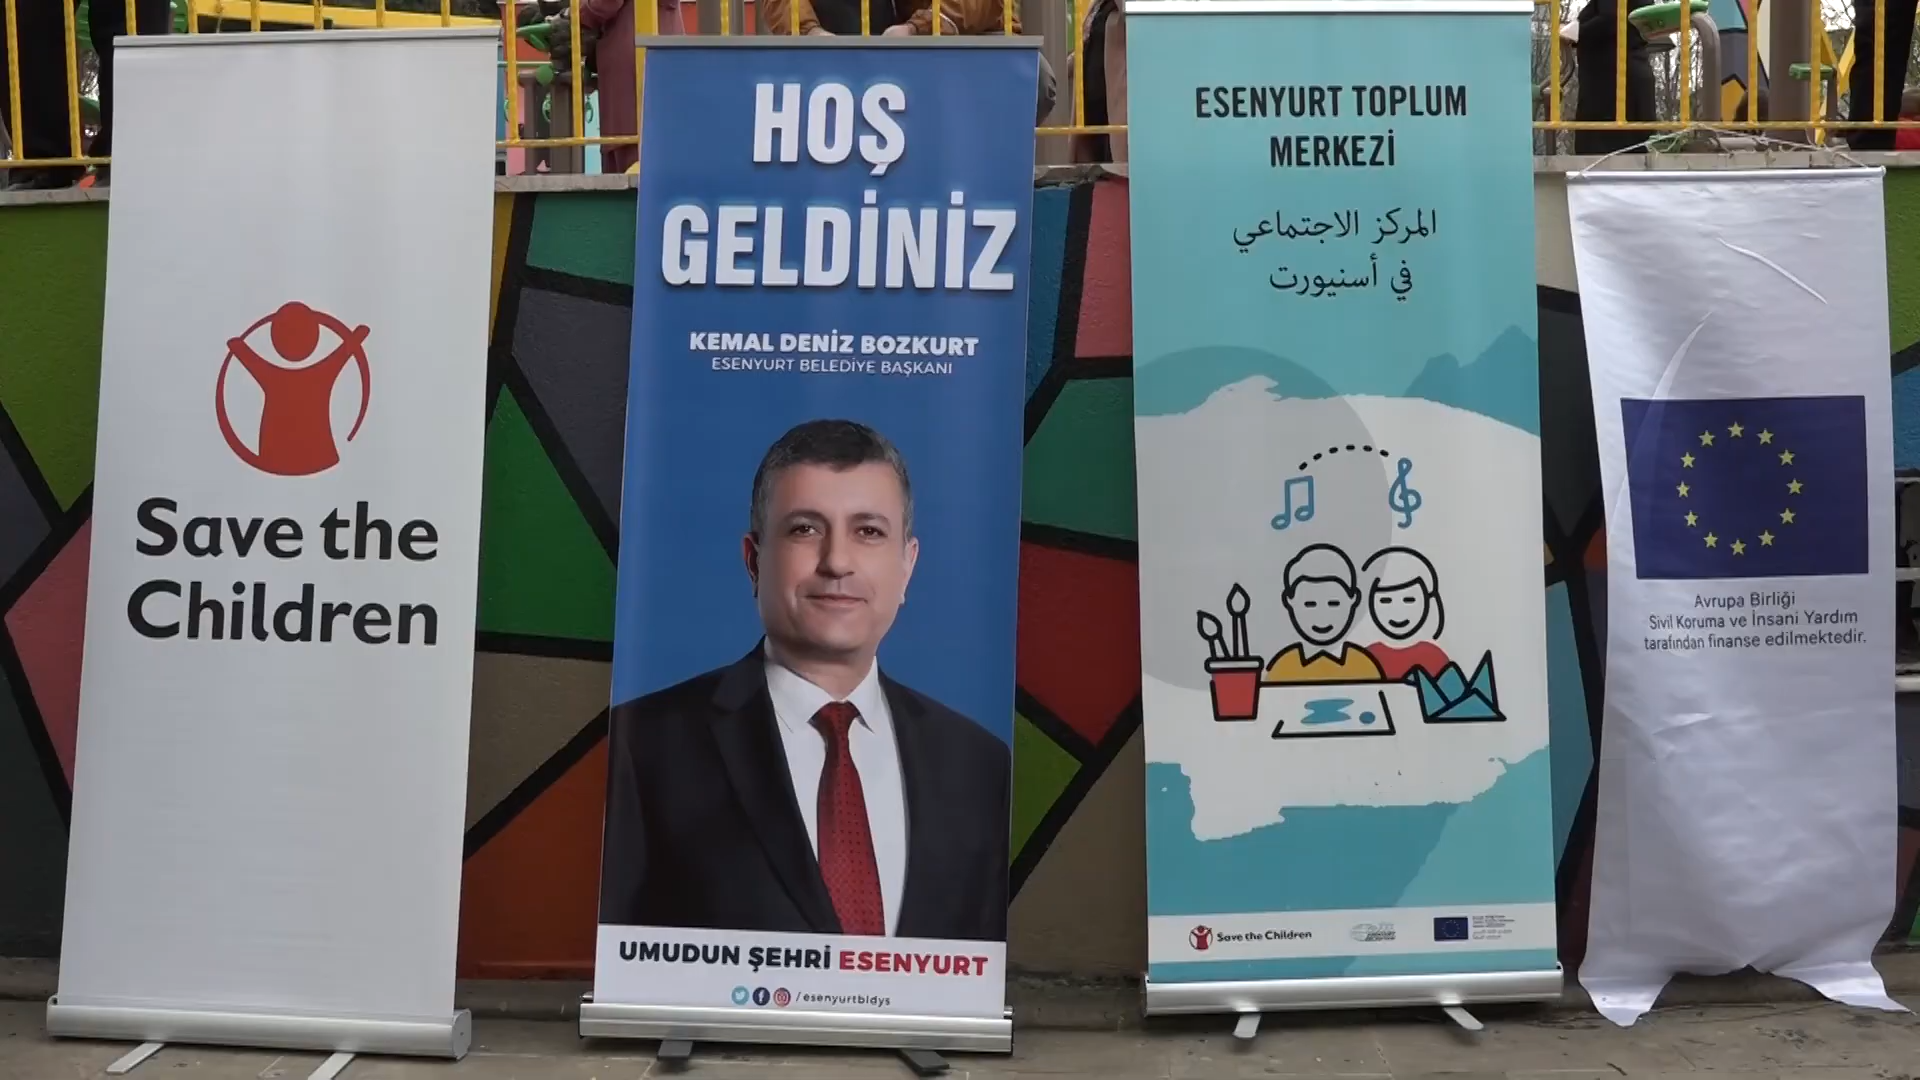 Save the
Children
HOŞ
GELDİNİZ
KEMAL DENİZ BOZKURT
ESENYURT BELEDİYE BAŞKANI
UMUDUN ŞEHRİ ESENYURT
/esenyurtbldys
ESENYURT TOPLUM
MERKEZİ
المركز الاجتماعي
في أسنيورت
Save the Children
Avrupa Birliği
Sivil Koruma ve İnsani Yardım
tarafından finanse edilmektedir.